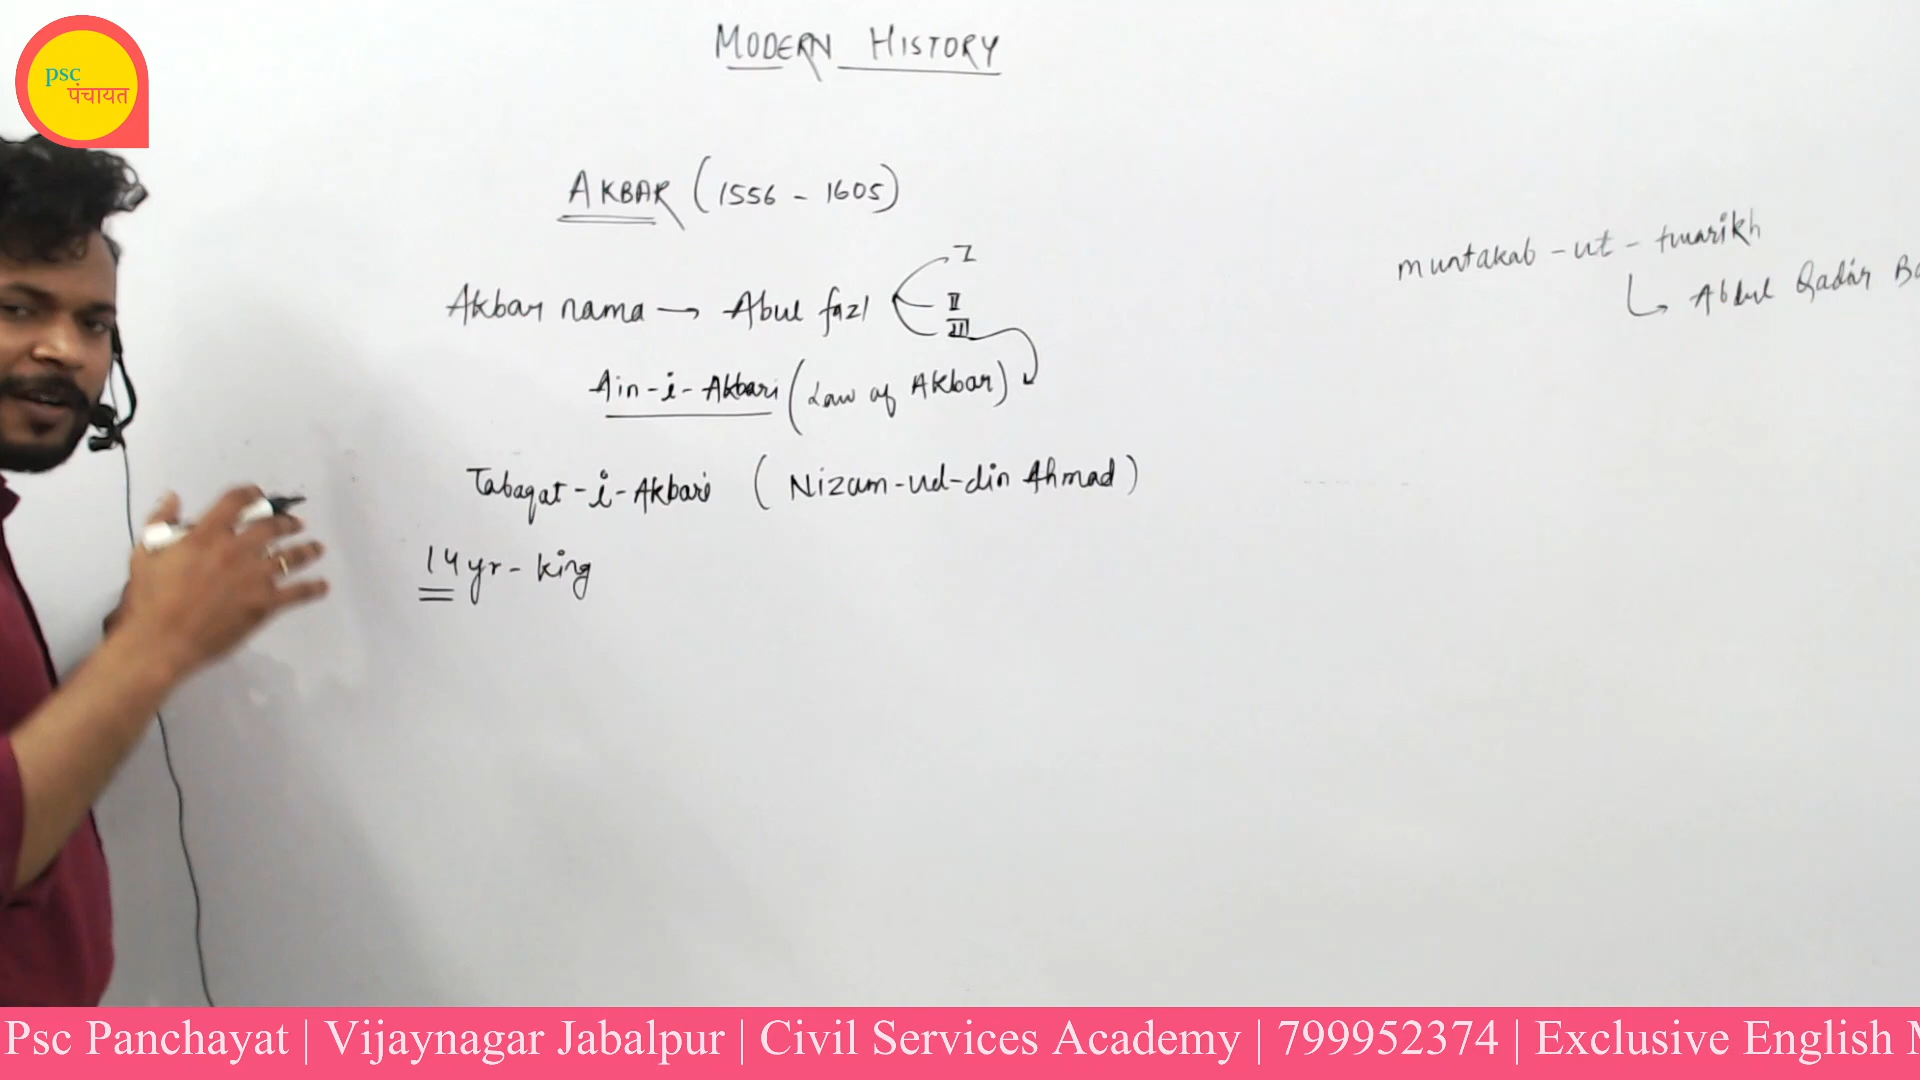 psc
पंचायत
MODERN HISTORY
AKBAR (1556 - 1605)
Akbar nama → Abul fazl
I
II
III
Ain-i-Akbari (Law of Akbar)
Tabaqat-i-Akbari (Nizam-ud-din Ahmad)
14yr - king
muntakab-ut-twarikh
Abdul Qadir
Psc Panchayat | Vijaynagar Jabalpur | Civil Services Academy | 799952374 | Exclusive English